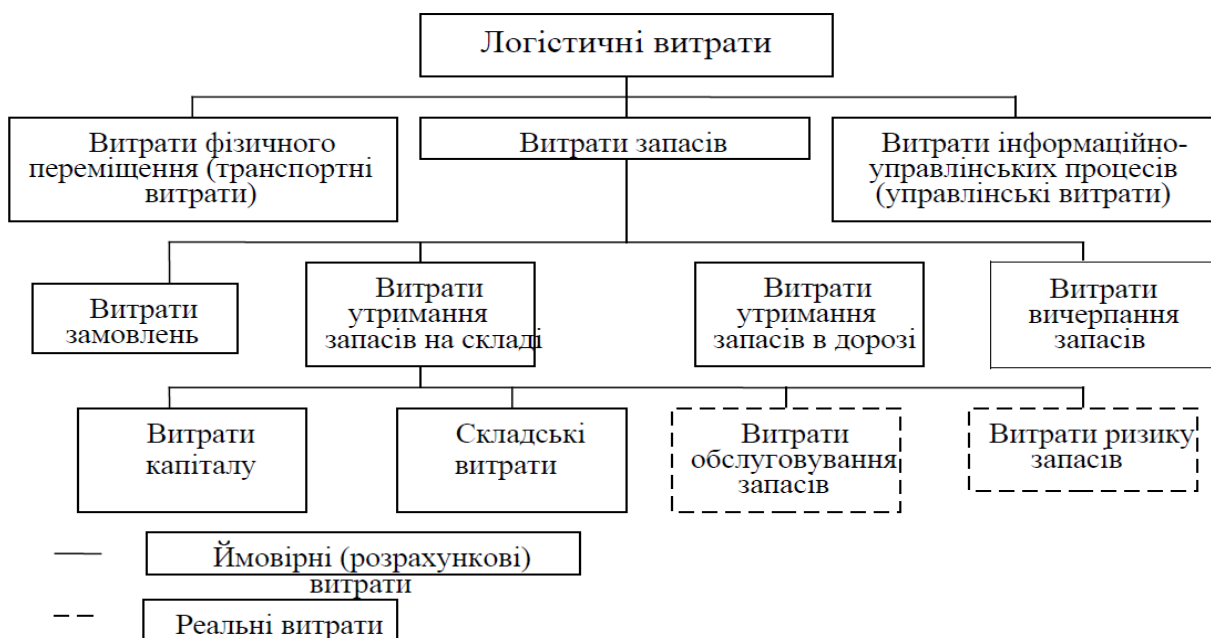 Логістичні витрати
Витрати фізичного
переміщення (транспортні
витрати)
Витрати запасів
Витрати інформаційно-
управлінських процесів
(управлінські витрати)
Витрати
замовлень
Витрати
утримання
запасів на складі
Витрати
утримання
запасів в дорозі
Витрати
вичерпання
запасів
Витрати
капіталу
Складські
витрати
Витрати
обслуговування
запасів
Витрати ризику
запасів
Ймовірні (розрахункові)
витрати
Реальні витрати